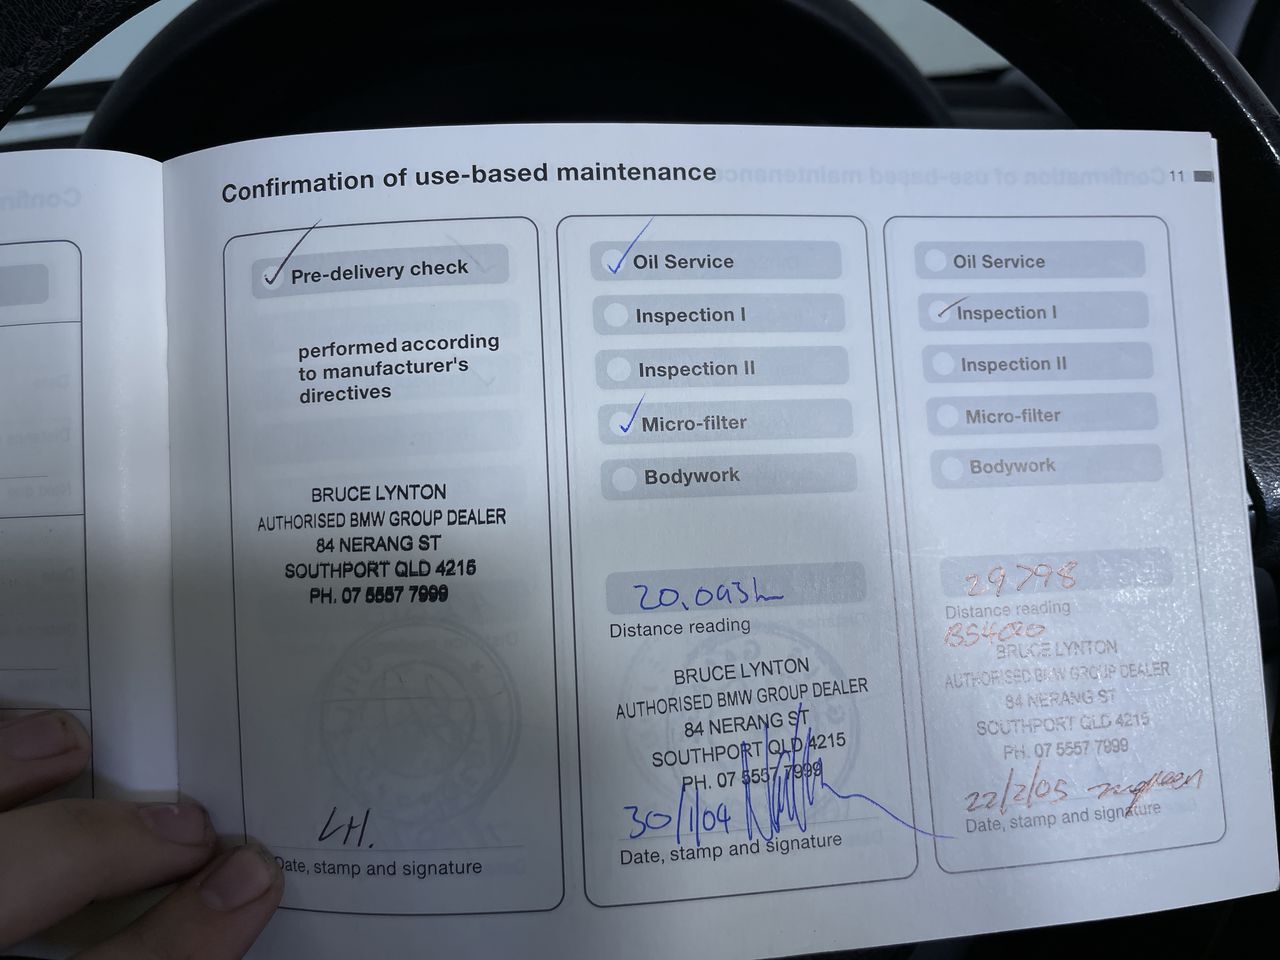 Confirmation of use-based maintenance
11
Pre-delivery check
performed according
to manufacturer's
directives
BRUCE LYNTON
AUTHORISED BMW GROUP DEALER
84 NERANG ST
SOUTHPORT QLD 4215
PH. 07 5557 7999
LH.
Date, stamp and signature
Oil Service
Inspection I
Inspection II
Micro-filter
Bodywork
20.093k
Distance reading
BRUCE LYNTON
AUTHORISED BMW GROUP DEALER
84 NERANG ST
SOUTHPORT QLD 4215
PH. 07 5557 7999
30/1/04
Date, stamp and signature
Oil Service
Inspection I
Inspection II
Micro-filter
Bodywork
29798
Distance reading
BS4020
BRUCE LYNTON
AUTHORISED BMW GROUP DEALER
84 NERANG ST
SOUTHPORT QLD 4215
PH. 07 5557 7999
22/2/05
Date, stamp and signature